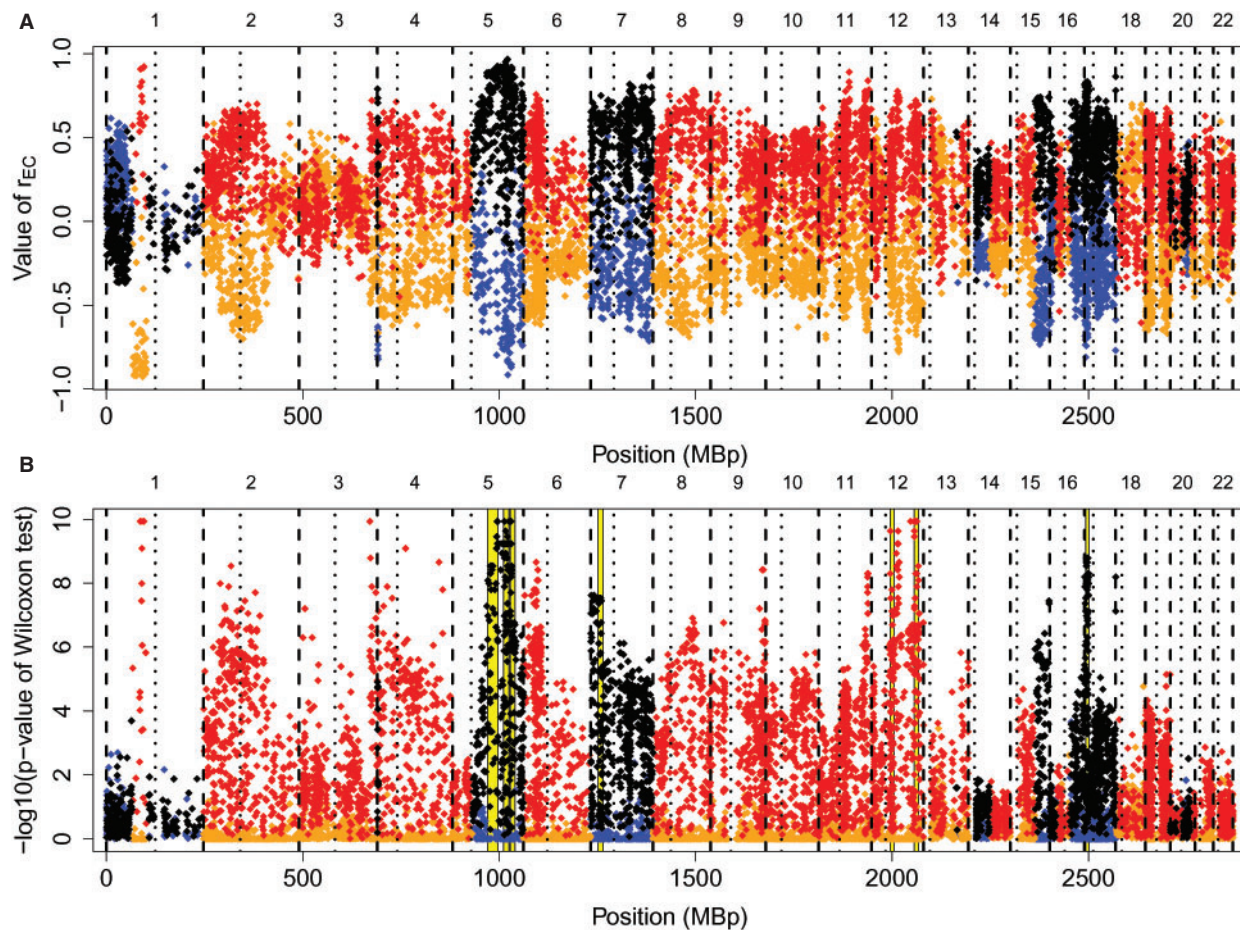 A
1 2 3 4 5 6 7 8 9 10 11 12 13 14 15 16 18 20 22
Value of rEC
1.0
0.5
0.0
−0.5
−1.0
0 500 1000 1500 2000 2500
Position (MBp)
B
1 2 3 4 5 6 7 8 9 10 11 12 13 14 15 16 18 20 22
−log10(p−value of Wilcoxon test)
10
8
6
4
2
0
0 500 1000 1500 2000 2500
Position (MBp)